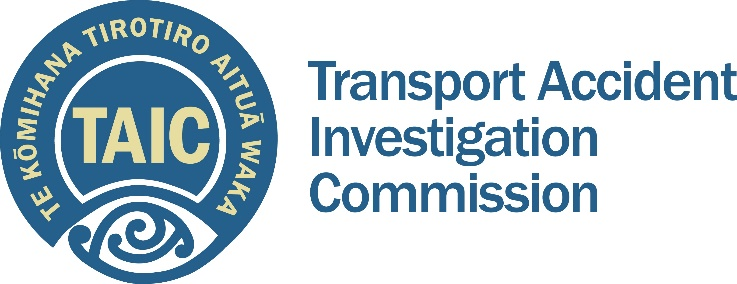 TE KŌMIHANA TIROTIRO AITUĀ WAKA
TAIC
Transport Accident
Investigation
Commission